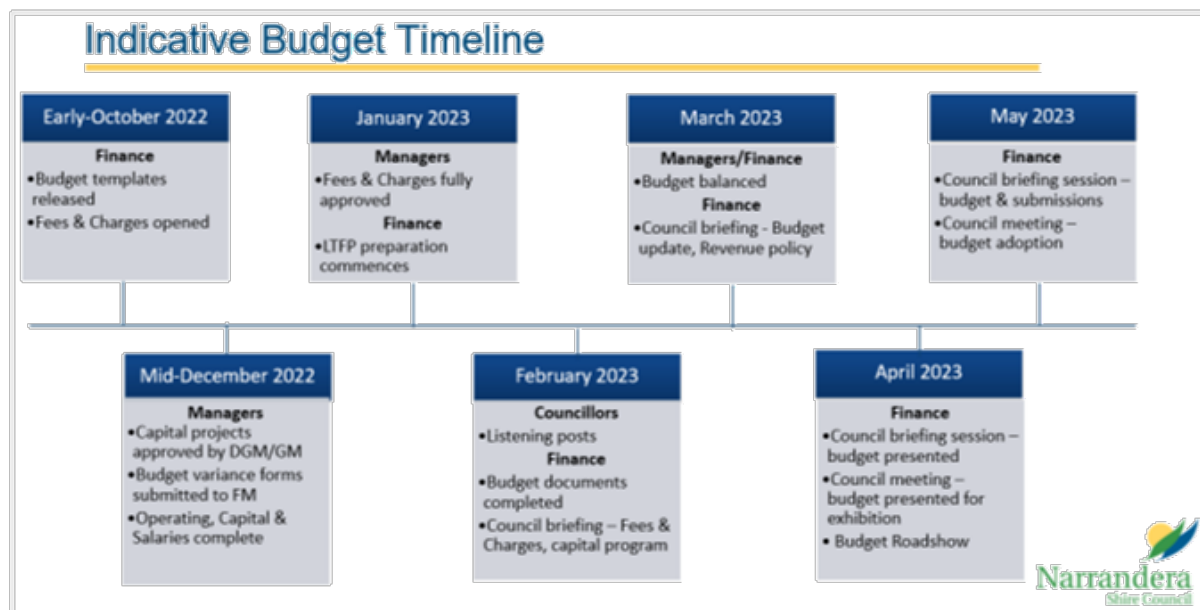 Indicative Budget Timeline
Early-October 2022
Finance
•Budget templates
released
•Fees & Charges opened
January 2023
Managers
•Fees & Charges fully
approved
Finance
•LTFP preparation
commences
March 2023
Managers/Finance
•Budget balanced
Finance
•Council briefing - Budget
update, Revenue policy
May 2023
Finance
•Council briefing session –
budget & submissions
•Council meeting –
budget adoption
Mid-December 2022
Managers
•Capital projects
approved by DGM/GM
•Budget variance forms
submitted to FM
•Operating, Capital &
Salaries complete
February 2023
Councillors
•Listening posts
Finance
•Budget documents
completed
•Council briefing – Fees &
Charges, capital program
April 2023
Finance
•Council briefing session –
budget presented
•Council meeting –
budget presented for
exhibition
• Budget Roadshow
Narrandera
Shire Council